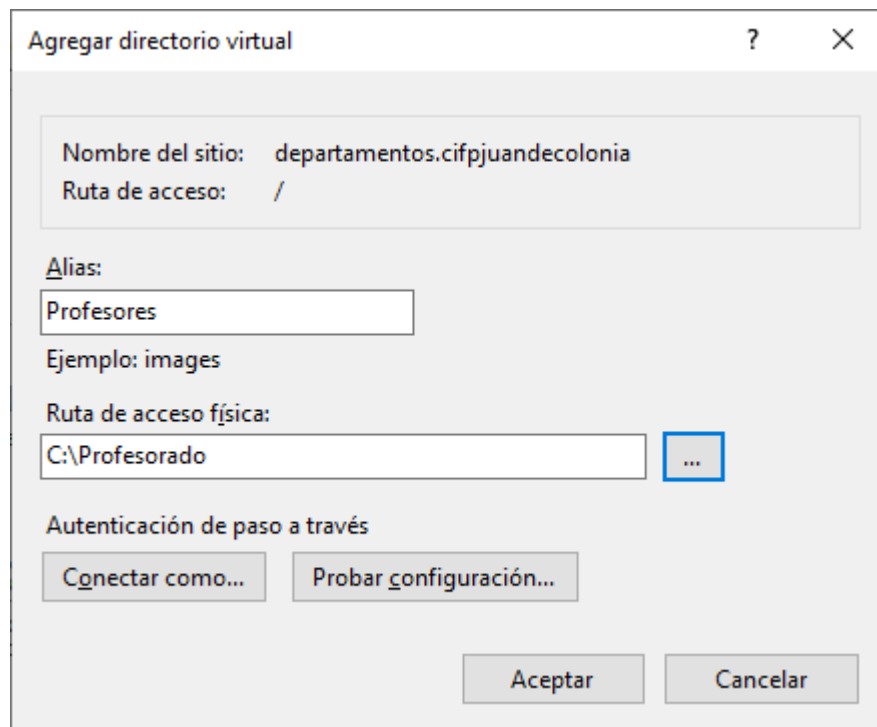 Agregar directorio virtual ?
Nombre del sitio: departamentos.cifpjuandecolonia
Ruta de acceso: /
Alias:
Profesores
Ejemplo: images
Ruta de acceso física:
C:\Profesorado ...
Autenticación de paso a través
Conectar como... Probar configuración...
Aceptar Cancelar